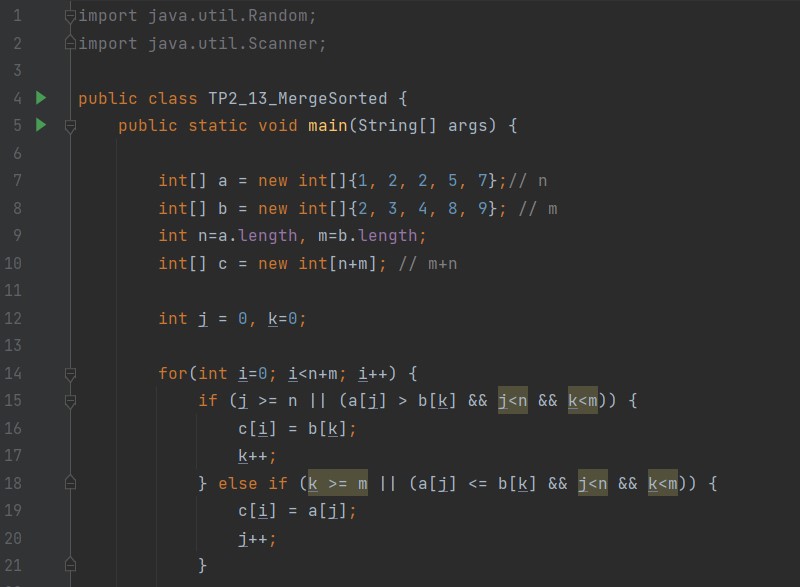 1 import java.util.Random;
2 import java.util.Scanner;
3
4 public class TP2_13_MergeSorted {
5 public static void main(String[] args) {
6
7 int[] a = new int[]{1, 2, 2, 5, 7};// n
8 int[] b = new int[]{2, 3, 4, 8, 9}; // m
9 int n=a.length, m=b.length;
10 int[] c = new int[n+m]; // m+n
11
12 int j = 0, k=0;
13
14 for(int i=0; i<n+m; i++) {
15 if (j >= n || (a[j] > b[k] && j<n && k<m)) {
16 c[i] = b[k];
17 k++;
18 } else if (k >= m || (a[j] <= b[k] && j<n && k<m)) {
19 c[i] = a[j];
20 j++;
21 }